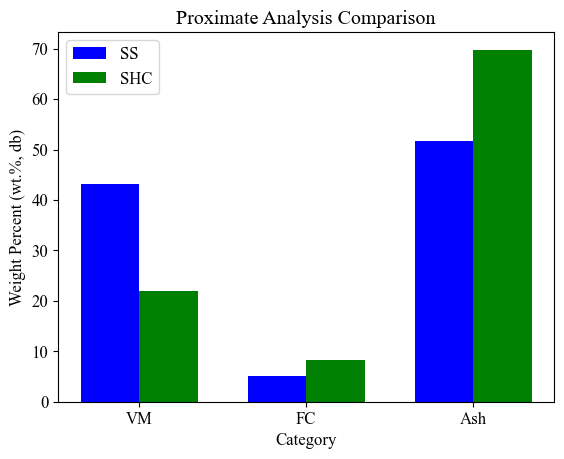 Proximate Analysis Comparison
SS
SHC
Weight Percent (wt.%, db)
70
60
50
40
30
20
10
0
VM FC Ash
Category